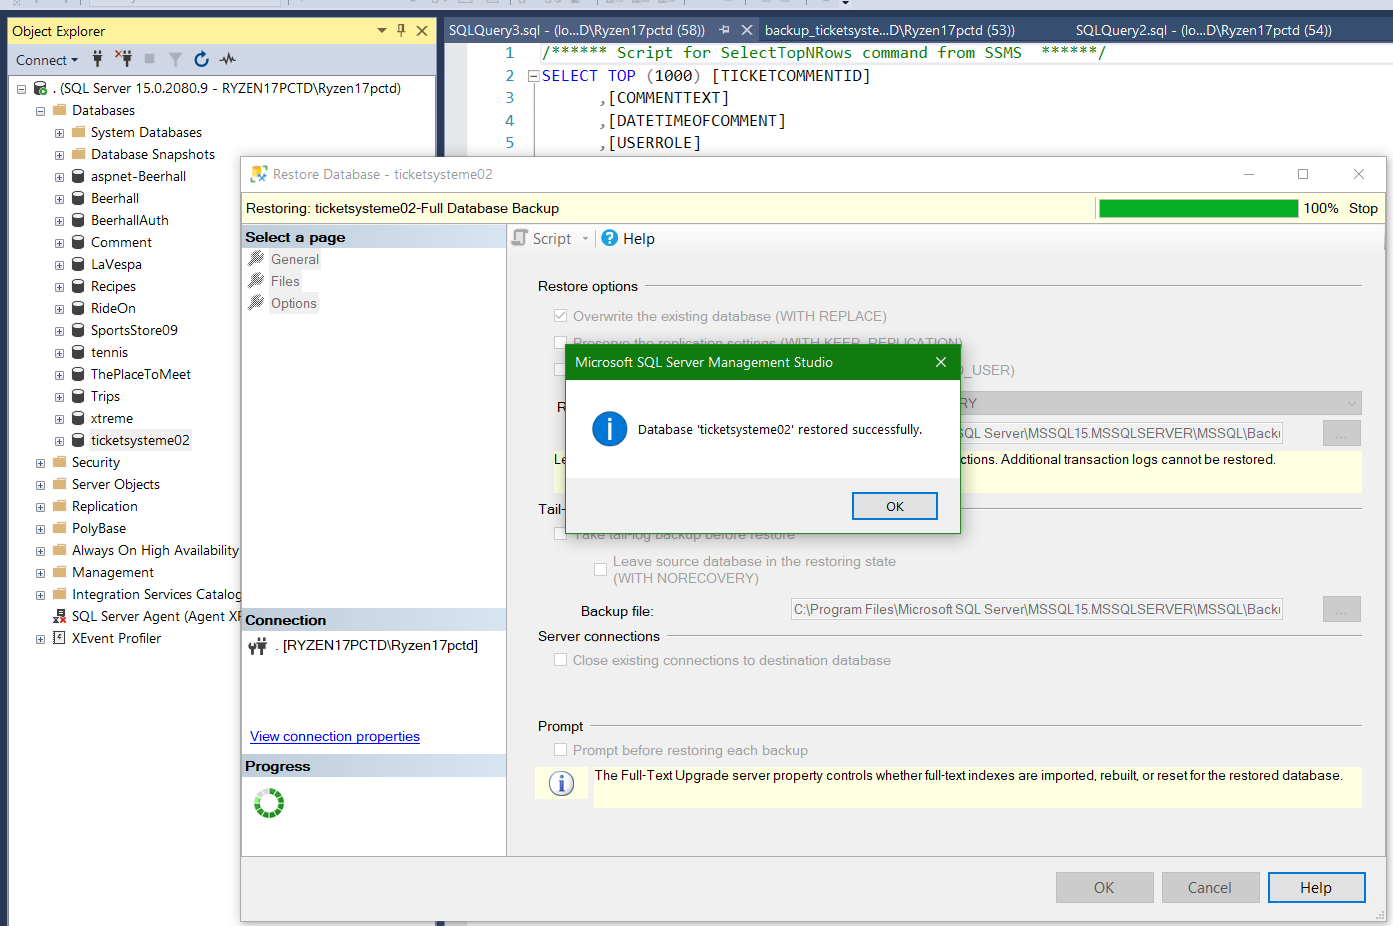 Object Explorer
Connect
. (SQL Server 15.0.2080.9 - RYZEN17PCTD\Ryzen17pctd)
Databases
System Databases
Database Snapshots
aspnet-Beerhall
Beerhall
BeerhallAuth
Comment
LaVespa
Recipes
RideOn
SportsStore09
tennis
ThePlaceToMeet
Trips
xtreme
ticketsysteme02
Security
Server Objects
Replication
PolyBase
Always On High Availability
Management
Integration Services Catalog
SQL Server Agent (Agent XP
XEvent Profiler
SQLQuery3.sql - (lo...D\Ryzen17pctd (58))
backup_ticketsyste...D\Ryzen17pctd (53))
SQLQuery2.sql - (lo...D\Ryzen17pctd (54))
1 /****** Script for SelectTopNRows command from SSMS ******/
2 SELECT TOP (1000) [TICKETCOMMENTID]
3 ,[COMMENTTEXT]
4 ,[DATETIMEOFCOMMENT]
5 ,[USERROLE]
Restore Database - ticketsysteme02
Restoring: ticketsysteme02-Full Database Backup
100% Stop
Select a page
General
Files
Options
Connection
. [RYZEN17PCTD\Ryzen17pctd]
View connection properties
Progress
Script
Help
Restore options
Overwrite the existing database (WITH REPLACE)
Preserve the replication settings (WITH KEEP_REPLICATION)
D_USER)
R
RY
SQL Server\MSSQL15.MSSQLSERVER\MSSQL\Backu
...
Le
ctions. Additional transaction logs cannot be restored.
Microsoft SQL Server Management Studio
Database 'ticketsysteme02' restored successfully.
OK
Tail-
Take tail-log backup before restore
Leave source database in the restoring state
(WITH NORECOVERY)
Backup file:
C:\Program Files\Microsoft SQL Server\MSSQL15.MSSQLSERVER\MSSQL\Backu
...
Server connections
Close existing connections to destination database
Prompt
Prompt before restoring each backup
The Full-Text Upgrade server property controls whether full-text indexes are imported, rebuilt, or reset for the restored database.
OK
Cancel
Help